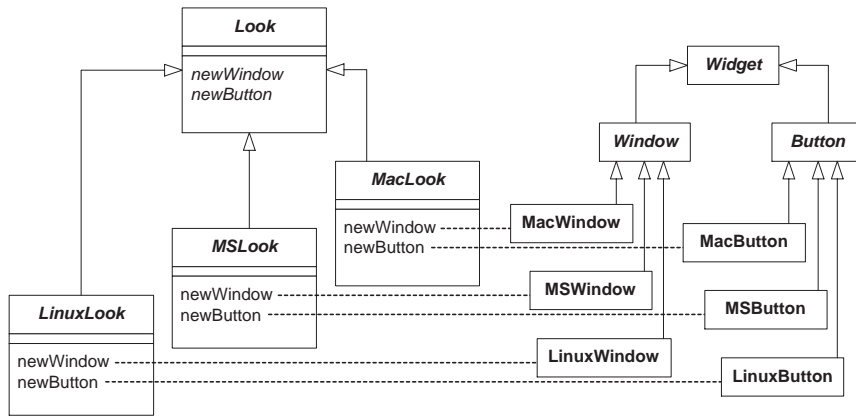 Look
newWindow
newButton
Widget
Window
Button
MacLook
newWindow
newButton
MacWindow
MacButton
MSLook
newWindow
newButton
MSWindow
MSButton
LinuxLook
newWindow
newButton
LinuxWindow
LinuxButton